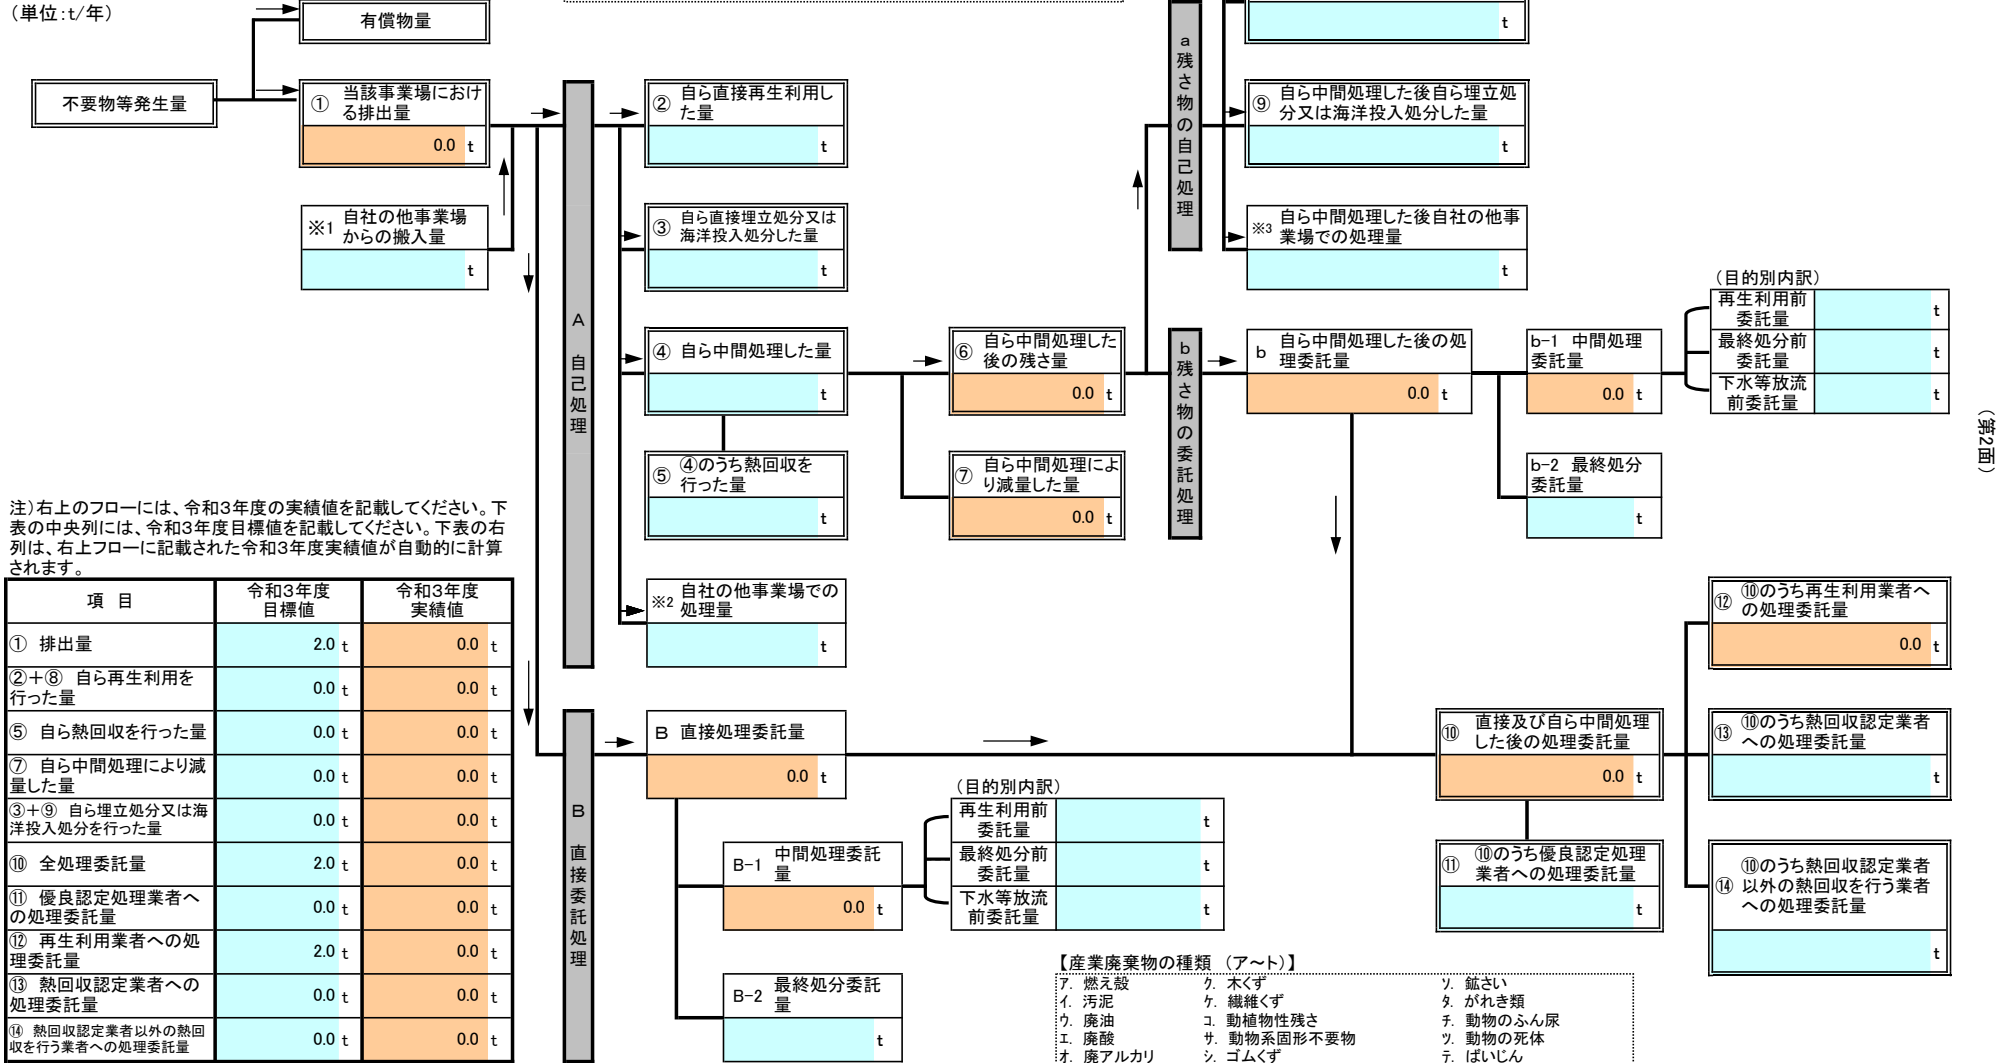 （単位:t/年）
有償物量
t
不要物等発生量
① 当該事業場におけ
る排出量
0.0 t
※1 自社の他事業場
からの搬入量
t
A 自己処理
② 自ら直接再生利用し
た量
t
③ 自ら直接埋立処分又は
海洋投入処分した量
t
④ 自ら中間処理した量
t
⑤ ④のうち熱回収を
行った量
t
※2 自社の他事業場での
処理量
t
⑥ 自ら中間処理した
後の残さ量
0.0 t
⑦ 自ら中間処理によ
り減量した量
0.0 t
a 残さ物の自己処理
⑨ 自ら中間処理した後自ら埋立処
分又は海洋投入処分した量
t
※3 自ら中間処理した後自社の他事
業場での処理量
t
b 残さ物の委託処理
b 自ら中間処理した後の処
理委託量
0.0 t
b-1 中間処理
委託量
0.0 t
b-2 最終処分
委託量
t
（目的別内訳）
再生利用前
委託量
t
最終処分前
委託量
t
下水等放流
前委託量
t
（第2面）
注）右上のフローには、令和3年度の実績値を記載してください。下
表の中央列には、令和3年度目標値を記載してください。下表の右
列は、右上フローに記載された令和3年度実績値が自動的に計算
されます。
項 目
令和3年度
目標値
令和3年度
実績値
① 排出量 2.0 t 0.0 t
②＋⑧ 自ら再生利用を
行った量 0.0 t 0.0 t
⑤ 自ら熱回収を行った量 0.0 t 0.0 t
⑦ 自ら中間処理により減
量した量 0.0 t 0.0 t
③＋⑨ 自ら埋立処分又は海
洋投入処分を行った量 0.0 t 0.0 t
⑩ 全処理委託量 2.0 t 0.0 t
⑪ 優良認定処理業者へ
の処理委託量 0.0 t 0.0 t
⑫ 再生利用業者への処
理委託量 2.0 t 0.0 t
⑬ 熱回収認定業者への
処理委託量 0.0 t 0.0 t
⑭ 熱回収認定業者以外の熱回
収を行う業者への処理委託量 0.0 t 0.0 t
B 直接委託処理
B 直接処理委託量
0.0 t
B-1 中間処理委託
量
0.0 t
B-2 最終処分委託
量
t
（目的別内訳）
再生利用前
委託量
t
最終処分前
委託量
t
下水等放流
前委託量
t
⑩ 直接及び自ら中間処理
した後の処理委託量
0.0 t
⑪ ⑩のうち優良認定処理
業者への処理委託量
t
⑫ ⑩のうち再生利用業者へ
の処理委託量
0.0 t
⑬ ⑩のうち熱回収認定業者
への処理委託量
t
⑭ ⑩のうち熱回収認定業者
以外の熱回収を行う業者
への処理委託量
t
【産業廃棄物の種類 （ア～ト）】
ア. 燃え殻 ク. 木くず ソ. 鉱さい
イ. 汚泥 ケ. 繊維くず タ. がれき類
ウ. 廃油 コ. 動植物性残さ チ. 動物のふん尿
エ. 廃酸 サ. 動物系固形不要物 ツ. 動物の死体
オ. 廃アルカリ シ. ゴムくず テ. ばいじん